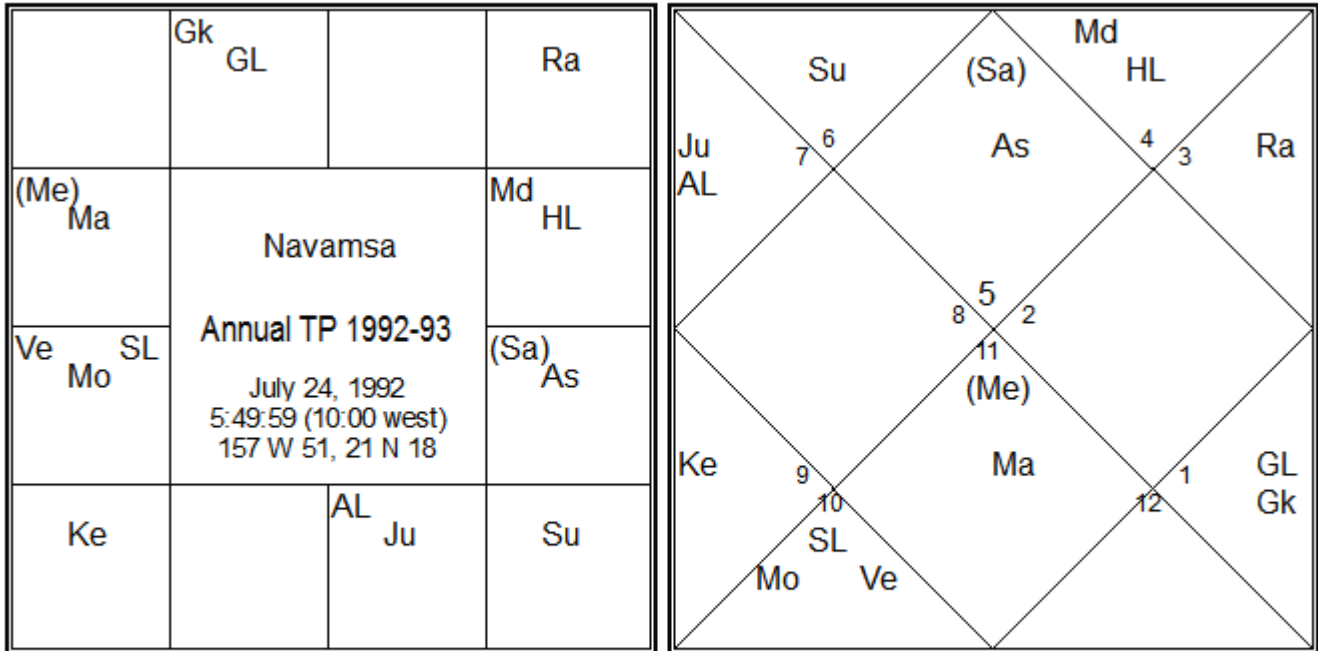 Gk
GL
Ra
(Me)
Ma
Md
HL
Navamsa
Annual TP 1992-93
July 24, 1992
5:49:59 (10:00 west)
157 W 51, 21 N 18
Ve SL
Mo
(Sa)
As
Ke
AL
Ju
Su
Md
Su (Sa) HL
Ju 7 6 As 4 3 Ra
AL
5
8 2
11
(Me)
Ke 9 Ma 1 GL
10 12 Gk
SL
Mo Ve